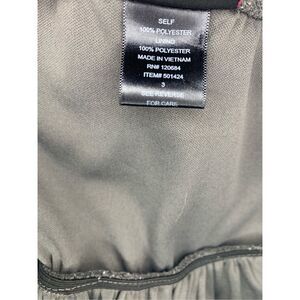 SELF
100% POLYESTER
LINING
100% POLYESTER
MADE IN VIETNAM
RN# 120684
ITEM# 501424
3
SEE REVERSE
FOR CARE